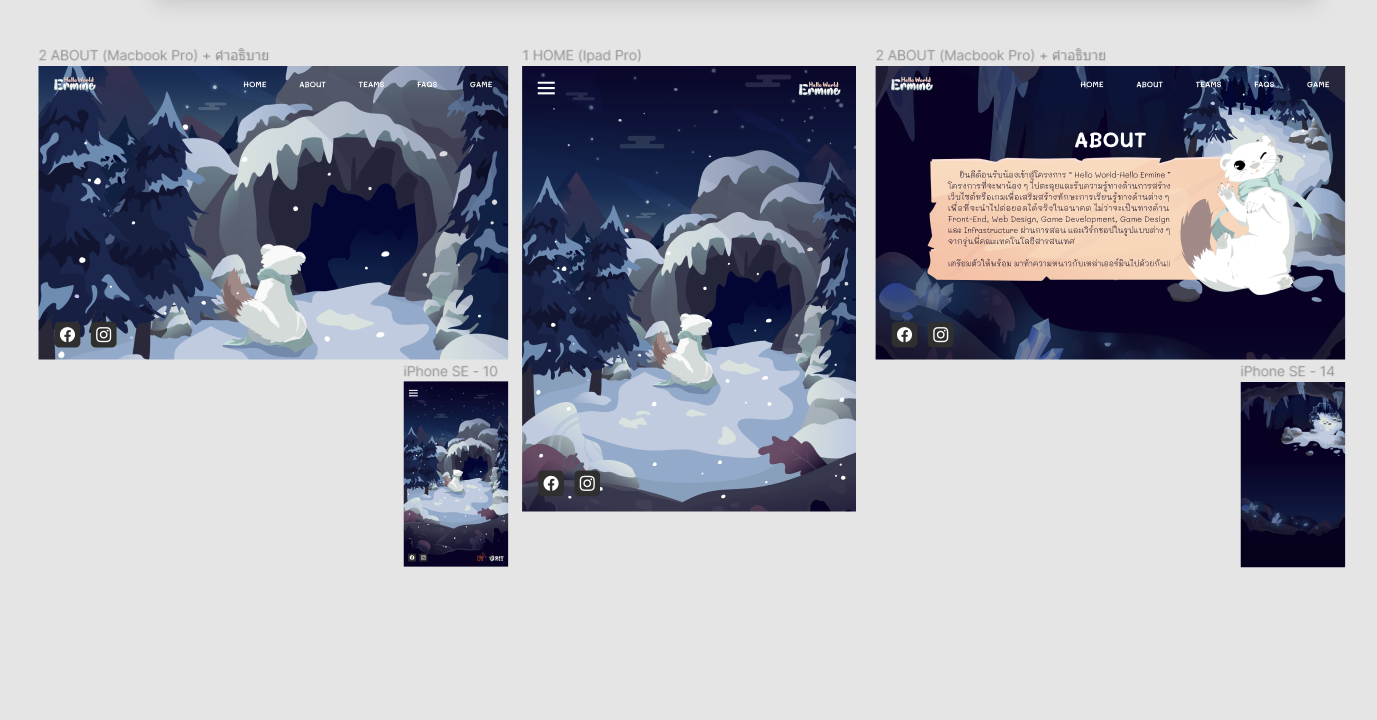 2 ABOUT (Macbook Pro) + คำอธิบาย
1 HOME (Ipad Pro)
2 ABOUT (Macbook Pro) + คำอธิบาย
Hello World
Ermine
HOME ABOUT TEAMS FAQS GAME
Hello World
Ermine
Hello World
Ermine
HOME ABOUT TEAMS FAQS GAME
ABOUT
ยินดีต้อนรับน้องเข้าสู่โครงการ " Hello World-Hello Ermine "
โครงการที่จะพาน้อง ๆ ไปตะลุยและรับความรู้ทางด้านการสร้าง
เว็บไซต์หรือเกมเพื่อเสริมสร้างทักษะการเรียนรู้ทางด้านต่าง ๆ
เพื่อที่จะนำไปต่อยอดได้จริงในอนาคต ไม่ว่าจะเป็นทางด้าน
Front-End, Web Design, Game Development, Game Design
และ Infrastructure ผ่านการสอน และเวิร์กชอปในรูปแบบต่าง ๆ
จากรุ่นพี่คณะเทคโนโลยีสารสนเทศ
เตรียมตัวให้พร้อม มาทำความหนาวกับเหล่าเออร์มินไปด้วยกัน!!
iPhone SE - 10
iPhone SE - 14